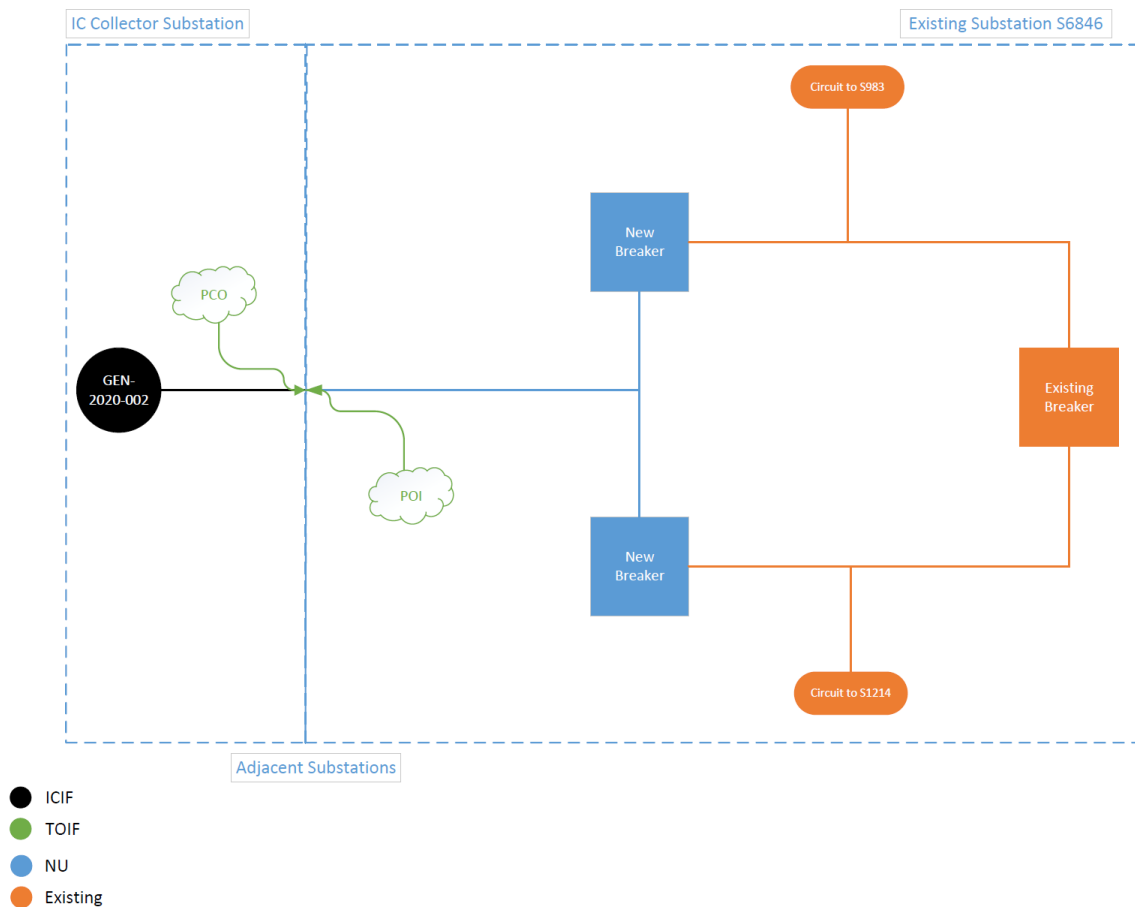 IC Collector Substation
Existing Substation S6846
Circuit to S983
New
Breaker
PCO
GEN-
2020-002
Existing
Breaker
POI
New
Breaker
Circuit to S1214
Adjacent Substations
ICIF
TOIF
NU
Existing